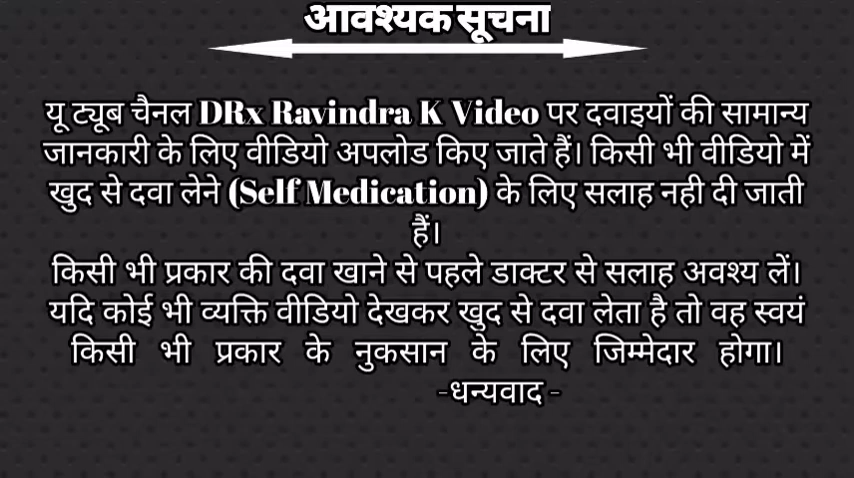 आवश्यक सूचना
यू ट्यूब चैनल DRx Ravindra K Video पर दवाइयों की सामान्य
जानकारी के लिए वीडियो अपलोड किए जाते हैं। किसी भी वीडियो में
खुद से दवा लेने (Self Medication) के लिए सलाह नही दी जाती
हैं।
किसी भी प्रकार की दवा खाने से पहले डाक्टर से सलाह अवश्य लें।
यदि कोई भी व्यक्ति वीडियो देखकर खुद से दवा लेता है तो वह स्वयं
किसी भी प्रकार के नुकसान के लिए जिम्मेदार होगा।
-धन्यवाद -